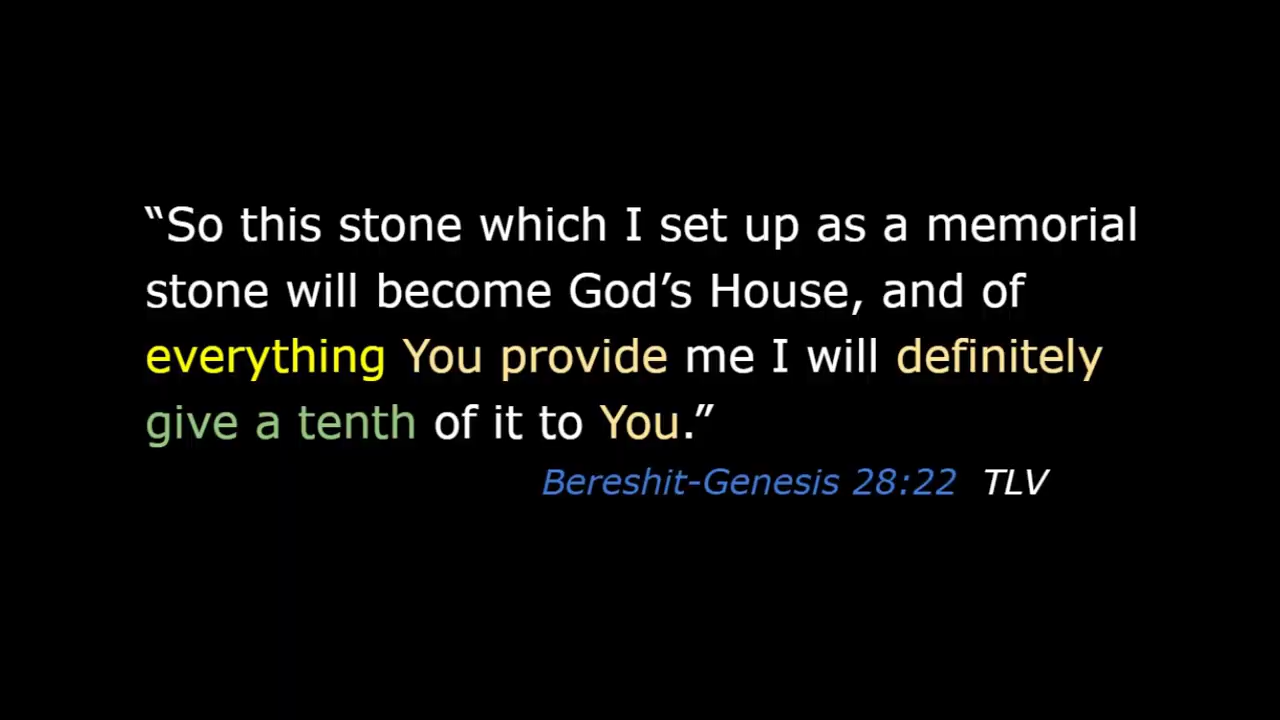 “So this stone which I set up as a memorial
stone will become God’s House, and of
everything You provide me I will definitely
give a tenth of it to You.”
Bereshit-Genesis 28:22 TLV